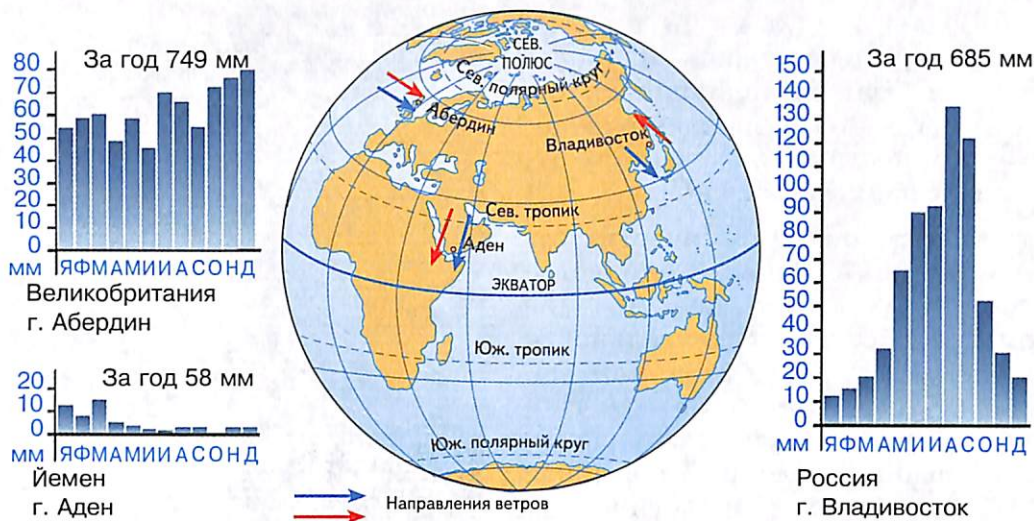 За год 749 мм
80
70
60
50
40
30
20
10
0
мм ЯФМАМИИАСОНД
Великобритания
г. Абердин
За год 58 мм
20
10
0
мм ЯФМАМИИАСОНД
Йемен
г. Аден
СЕВ.
ПОЛЮС
Сев. полярный круг
Абердин
Владивосток
Сев. тропик
Аден
ЭКВАТОР
Юж. тропик
Юж. полярный круг
Направления ветров
За год 685 мм
150
140
130
120
110
100
90
80
70
60
50
40
30
20
10
0
мм ЯФМАМИИАСОНД
Россия
г. Владивосток